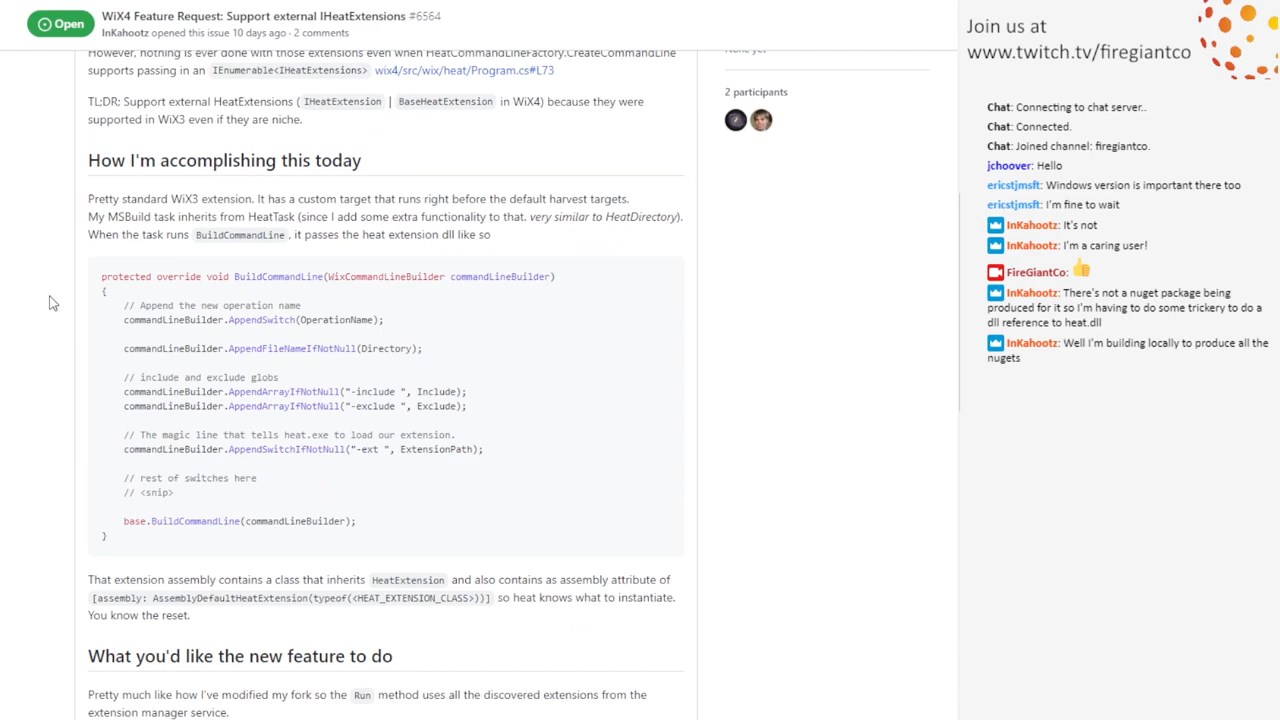 Open
WiX4 Feature Request: Support external IHeatExtensions #6564
InKahootz opened this issue 10 days ago · 2 comments
However, nothing is ever done with those extensions even when HeatCommandLineFactory.CreateCommandLine
supports passing in an IEnumerable<IHeatExtensions> wix4/src/wix/heat/Program.cs#L73
TL;DR; Support external HeatExtensions ( IHeatExtension | BaseHeatExtension in WiX4) because they were
supported in WiX3 even if they are niche.
How I'm accomplishing this today
Pretty standard WiX3 extension. It has a custom target that runs right before the default harvest targets.
My MSBuild task inherits from HeatTask (since I add some extra functionality to that. very similar to HeatDirectory).
When the task runs BuildCommandLine , it passes the heat extension dll like so
protected override void BuildCommandLine(WixCommandLineBuilder commandLineBuilder)
{
// Append the new operation name
commandLineBuilder.AppendSwitch(OperationName);
commandLineBuilder.AppendFileNameIfNotNull(Directory);
// include and exclude globs
commandLineBuilder.AppendArrayIfNotNull("-include ", Include);
commandLineBuilder.AppendArrayIfNotNull("-exclude ", Exclude);
// The magic line that tells heat.exe to load our extension.
commandLineBuilder.AppendSwitchIfNotNull("-ext ", ExtensionPath);
// rest of switches here
// <snip>
base.BuildCommandLine(commandLineBuilder);
}
That extension assembly contains a class that inherits HeatExtension and also contains as assembly attribute of
[assembly: AssemblyDefaultHeatExtension(typeof(<HEAT_EXTENSION_CLASS>))] so heat knows what to instantiate.
You know the reset.
What you'd like the new feature to do
Pretty much like how I've modified my fork so the Run method uses all the discovered extensions from the
extension manager service.
2 participants
Join us at
www.twitch.tv/firegiantco
Chat: Connecting to chat server..
Chat: Connected.
Chat: Joined channel: firegiantco.
jchoover: Hello
ericstjmsft: Windows version is important there too
ericstjmsft: I'm fine to wait
InKahootz: It's not
InKahootz: I'm a caring user!
FireGiantCo:
InKahootz: There's not a nuget package being
produced for it so I'm having to do some trickery to do a
dll reference to heat.dll
InKahootz: Well I'm building locally to produce all the
nugets